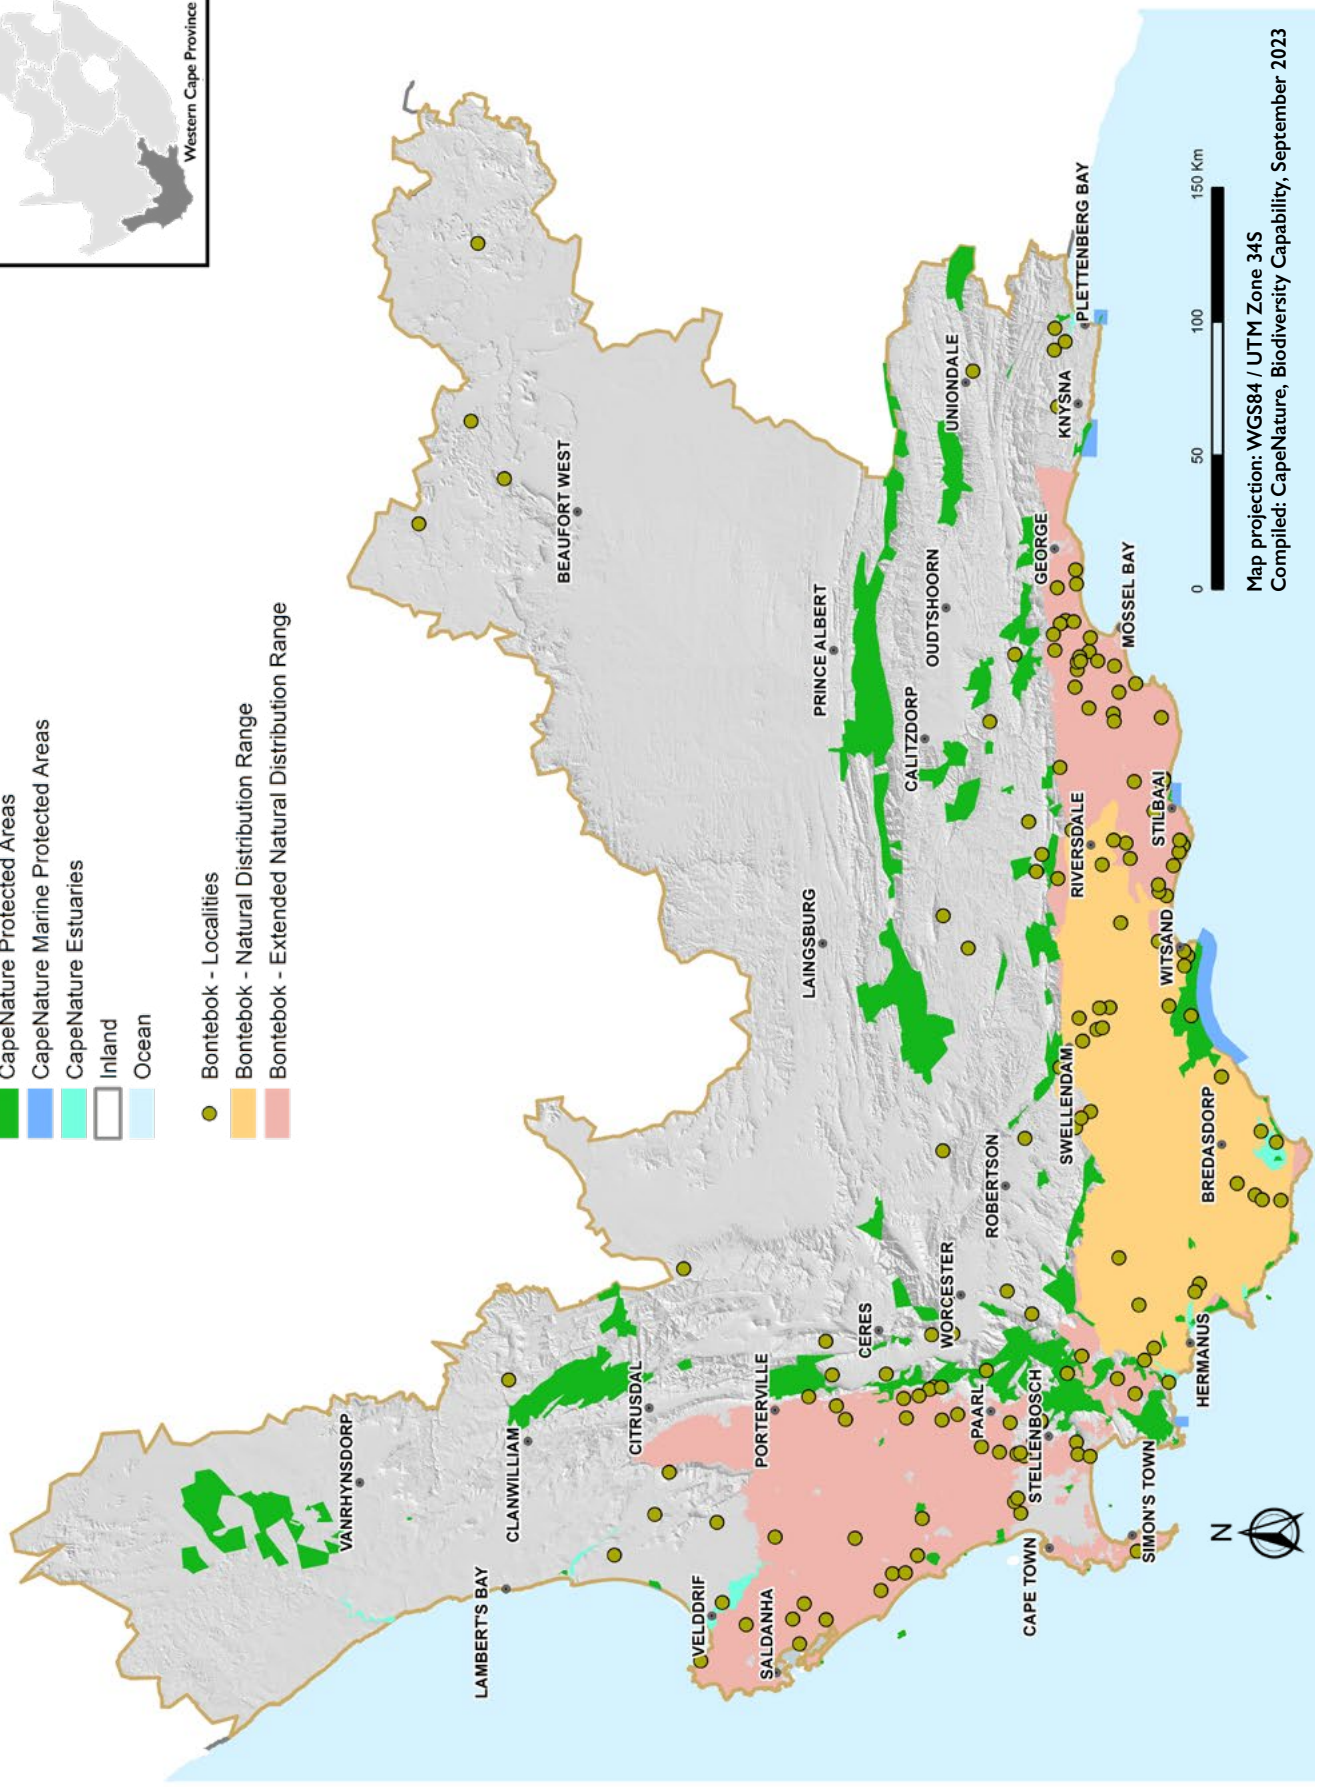 CapeNature Protected Areas
CapeNature Marine Protected Areas
CapeNature Estuaries
Inland
Ocean
Bontebok - Localities
Bontebok - Natural Distribution Range
Bontebok - Extended Natural Distribution Range
Western Cape Province
VANRHYNSDORP
LAMBERT'S BAY
CLANWILLIAM
CITRUSDAL
BEAUFORT WEST
VELDDRIF
SALDANHA
PORTERVILLE
CERES
LAINGSBURG
PRINCE ALBERT
WORCESTER
ROBERTSON
CALITZDORP
OUDTSHOORN
UNIONDALE
PAARL
STELLENBOSCH
CAPE TOWN
SIMON'S TOWN
SWELLENDAM
RIVERSDALE
GEORGE
KNYSNA
PLETTENBERG BAY
MOSSEL BAY
STILBAAI
WITSAND
BREDASDORP
HERMANUS
N
0 50 100 150 Km
Map projection: WGS84 / UTM Zone 34S
Compiled: CapeNature, Biodiversity Capability, September 2023